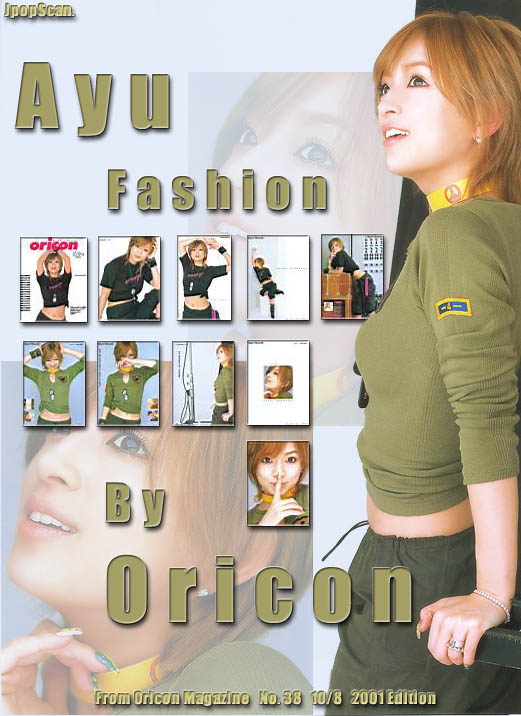 JpopScan.
Ayu
Fashion
oricon
By
Oricon
From Oricon Magazine No. 38 10/8 2001 Edition